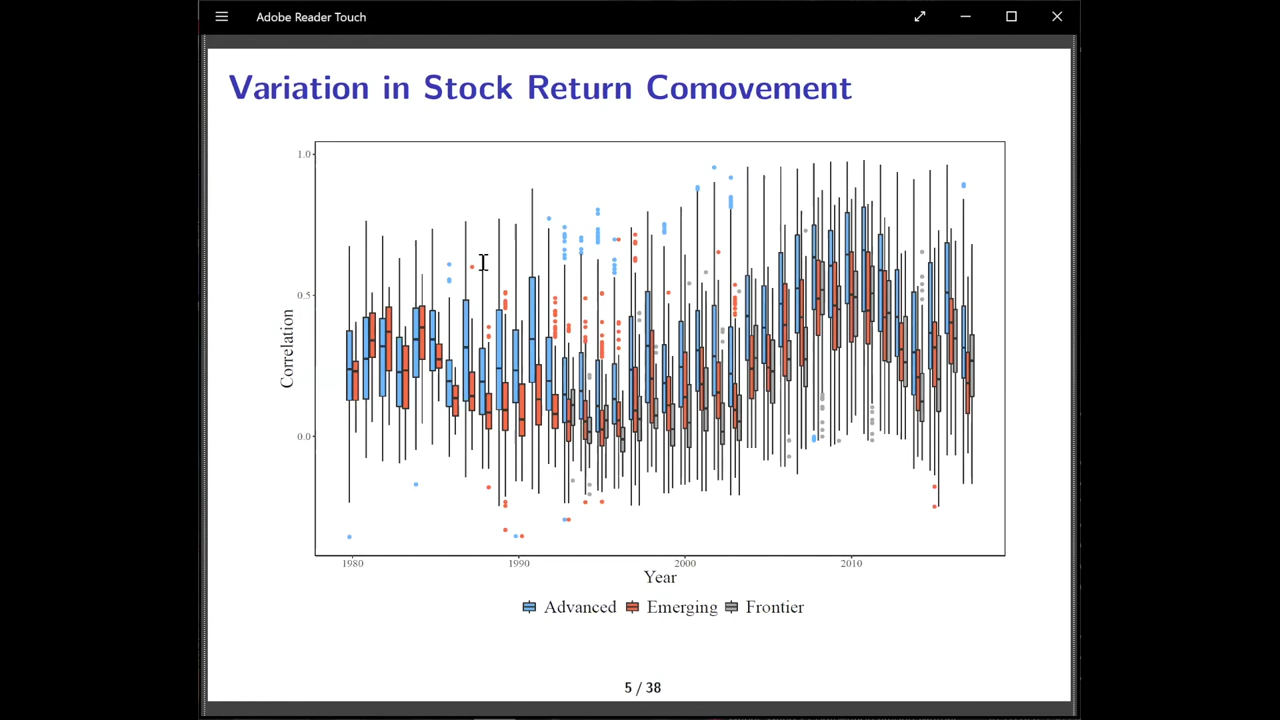 Adobe Reader Touch
Variation in Stock Return Comovement
1.0
0.5
0.0
Correlation
1980 1990 2000 2010
Year
Advanced Emerging Frontier
5 / 38